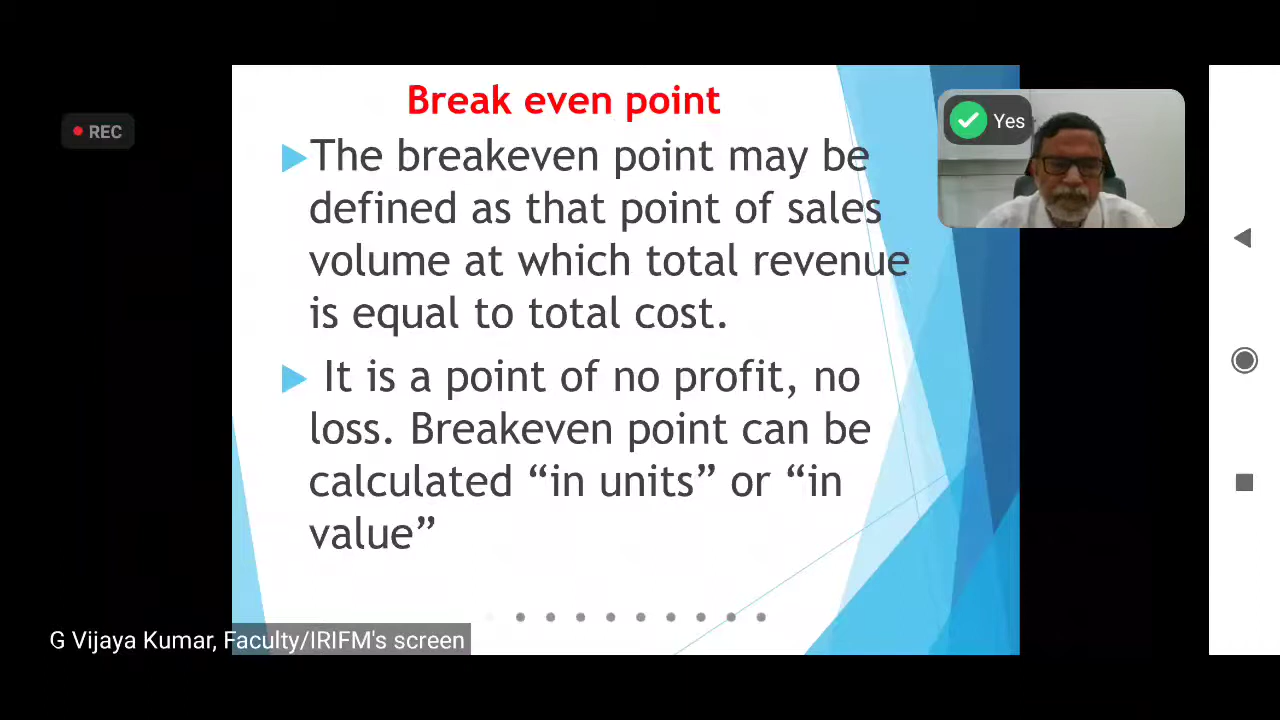 Break even point
The breakeven point may be
defined as that point of sales
volume at which total revenue
is equal to total cost.
It is a point of no profit, no
loss. Breakeven point can be
calculated “in units” or “in
value”
REC
Yes
G Vijaya Kumar, Faculty/IRIFM's screen